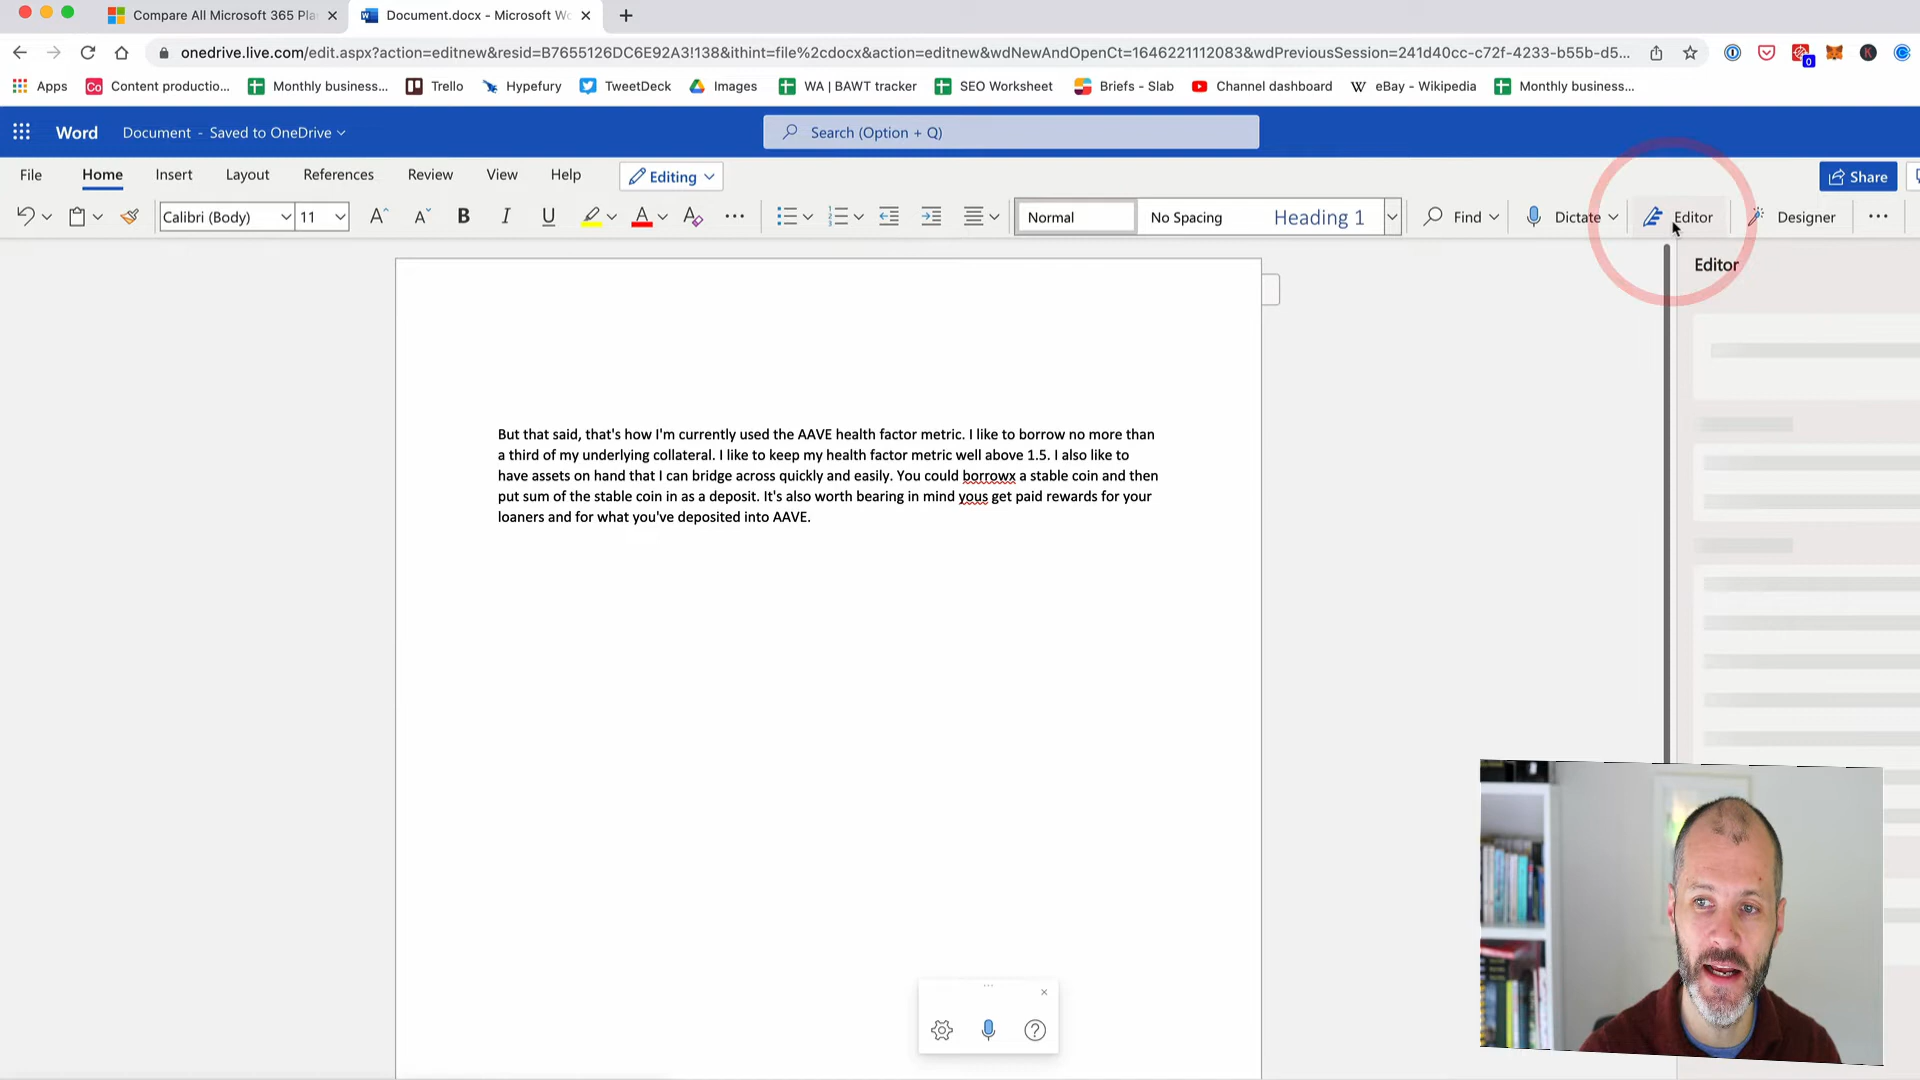 Compare All Microsoft 365 Pla
Document.docx - Microsoft Wo
onedrive.live.com/edit.aspx?action=editnew&resid=B7655126DC6E92A3!138&ithint=file%2cdocx&action=editnew&wdNewAndOpenCt=1646221112083&wdPreviousSession=241d40cc-c72f-4233-b55b-d5...
0
K
Apps
Co
Content productio...
Monthly business...
Trello
Hypefury
TweetDeck
Images
WA | BAWT tracker
SEO Worksheet
Briefs - Slab
Channel dashboard
W
eBay - Wikipedia
Monthly business...
Word
Document - Saved to OneDrive
Search (Option + Q)
File
Home
Insert
Layout
References
Review
View
Help
Editing
Share
Calibri (Body)
11
A
A
B
I
U
A
A
Normal
No Spacing
Heading 1
Find
Dictate
Editor
Designer
Editor
But that said, that's how I'm currently used the AAVE health factor metric. I like to borrow no more than
a third of my underlying collateral. I like to keep my health factor metric well above 1.5. I also like to
have assets on hand that I can bridge across quickly and easily. You could borrowx a stable coin and then
put sum of the stable coin in as a deposit. It's also worth bearing in mind yous get paid rewards for your
loaners and for what you've deposited into AAVE.